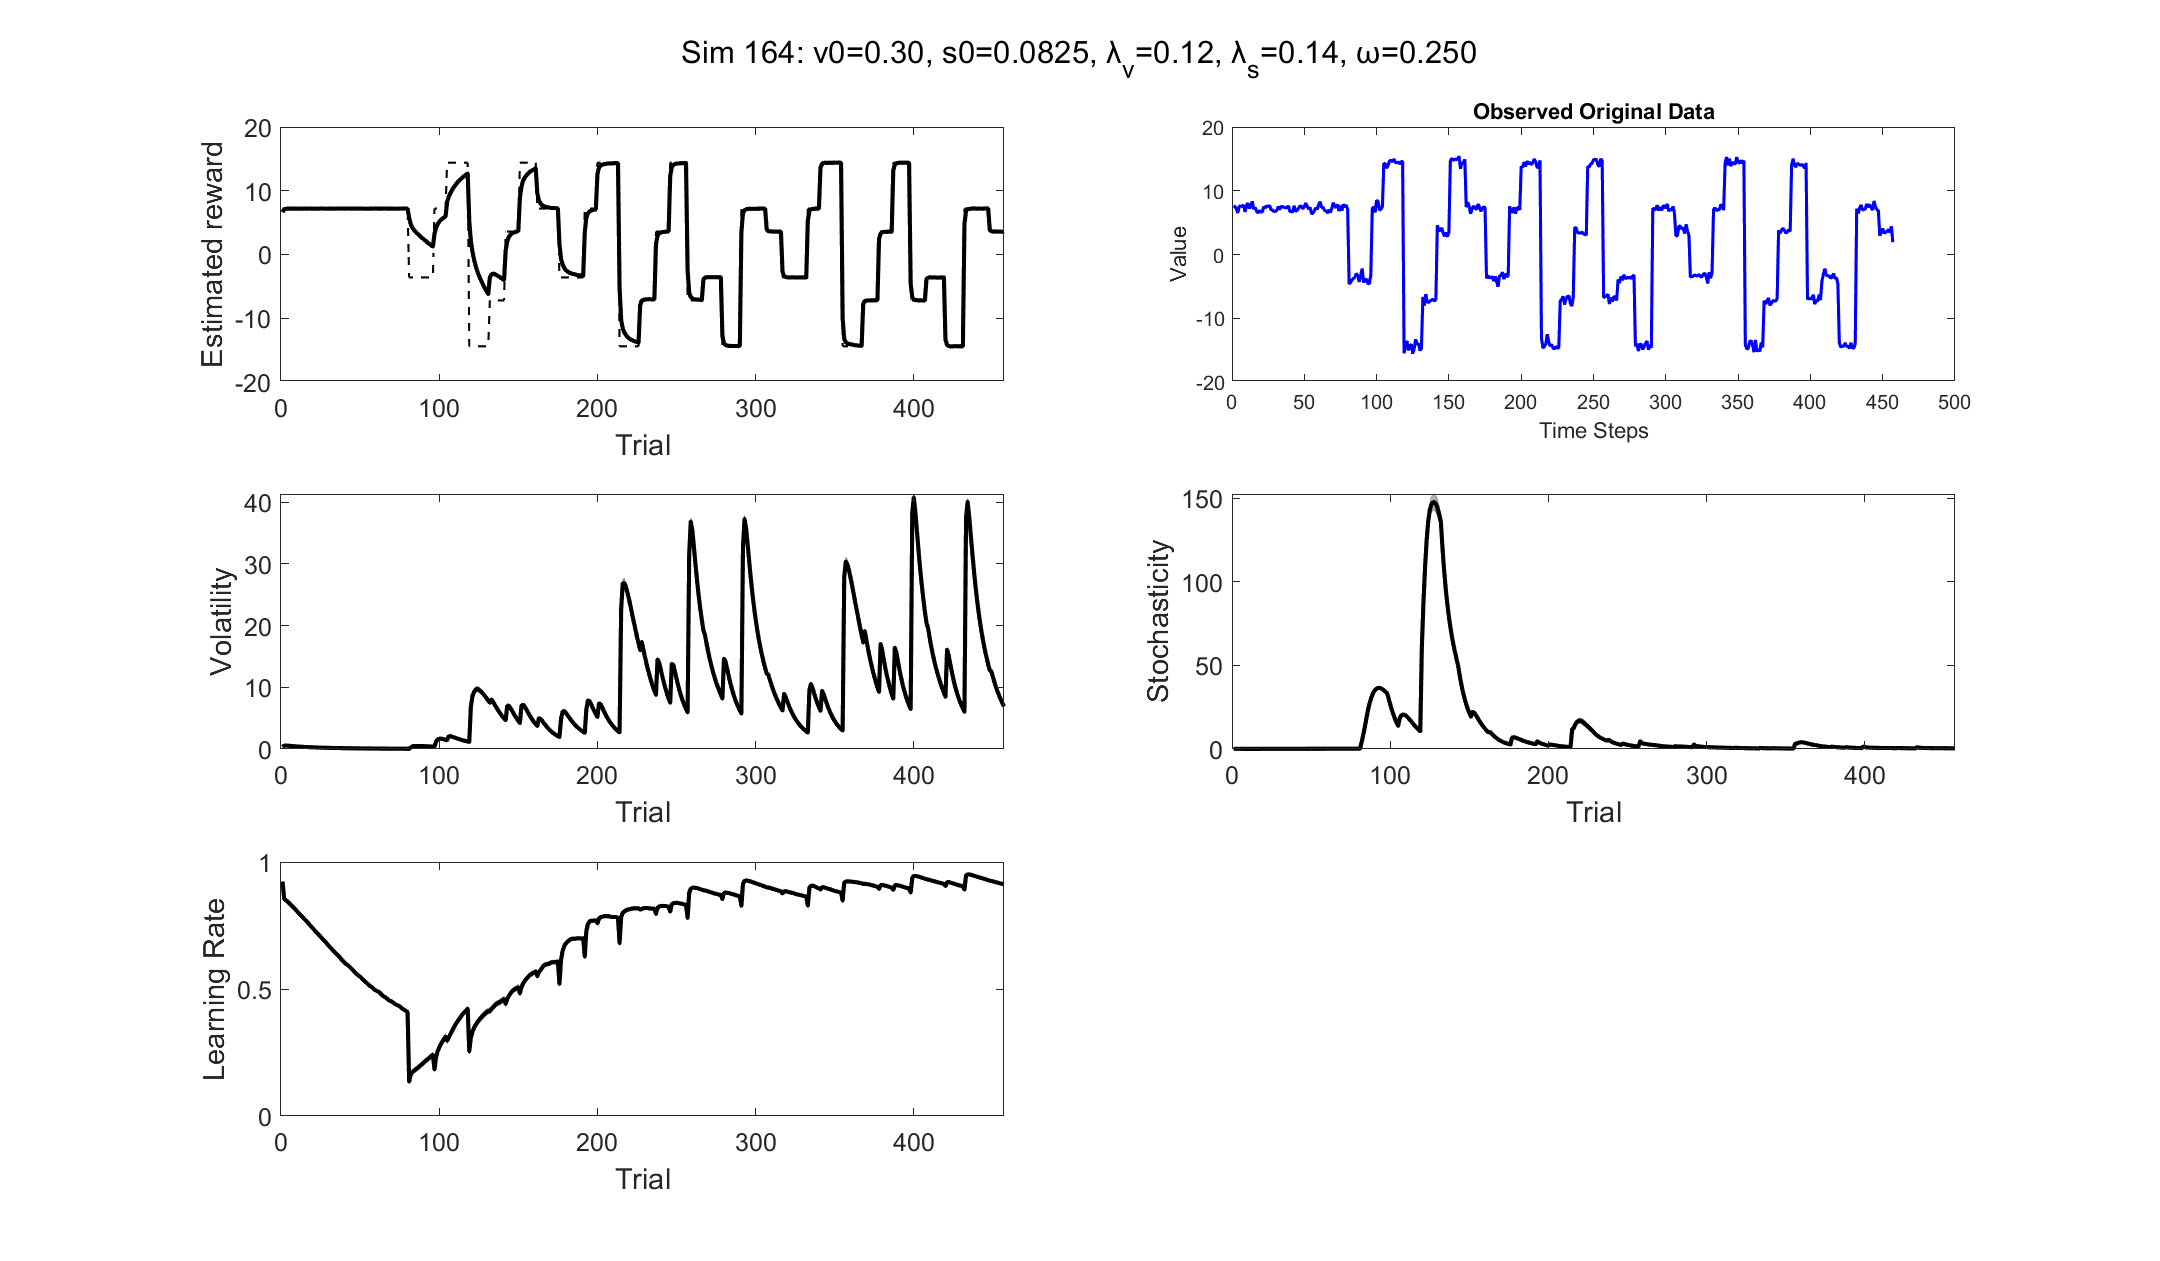 Sim 164: v0=0.30, s0=0.0825, λv=0.12, λs=0.14, ω=0.250
20
10
0
-10
-20
0 100 200 300 400
Estimated reward
Trial
Observed Original Data
20
10
0
-10
-20
0 50 100 150 200 250 300 350 400 450 500
Value
Time Steps
40
30
20
10
0
0 100 200 300 400
Volatility
Trial
150
100
50
0
0 100 200 300 400
Stochasticity
Trial
1
0.5
0
0 100 200 300 400
Learning Rate
Trial